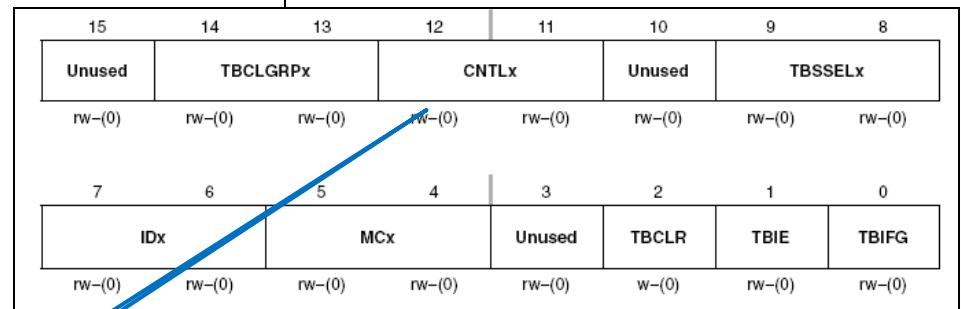 15 14 13 12 11 10 9 8
Unused TBCLGRPx CNTLx Unused TBSSELx
rw–(0) rw–(0) rw–(0) rw–(0) rw–(0) rw–(0) rw–(0) rw–(0)
7 6 5 4 3 2 1 0
IDx MCx Unused TBCLR TBIE TBIFG
rw–(0) rw–(0) rw–(0) rw–(0) rw–(0) w–(0) rw–(0) rw–(0)